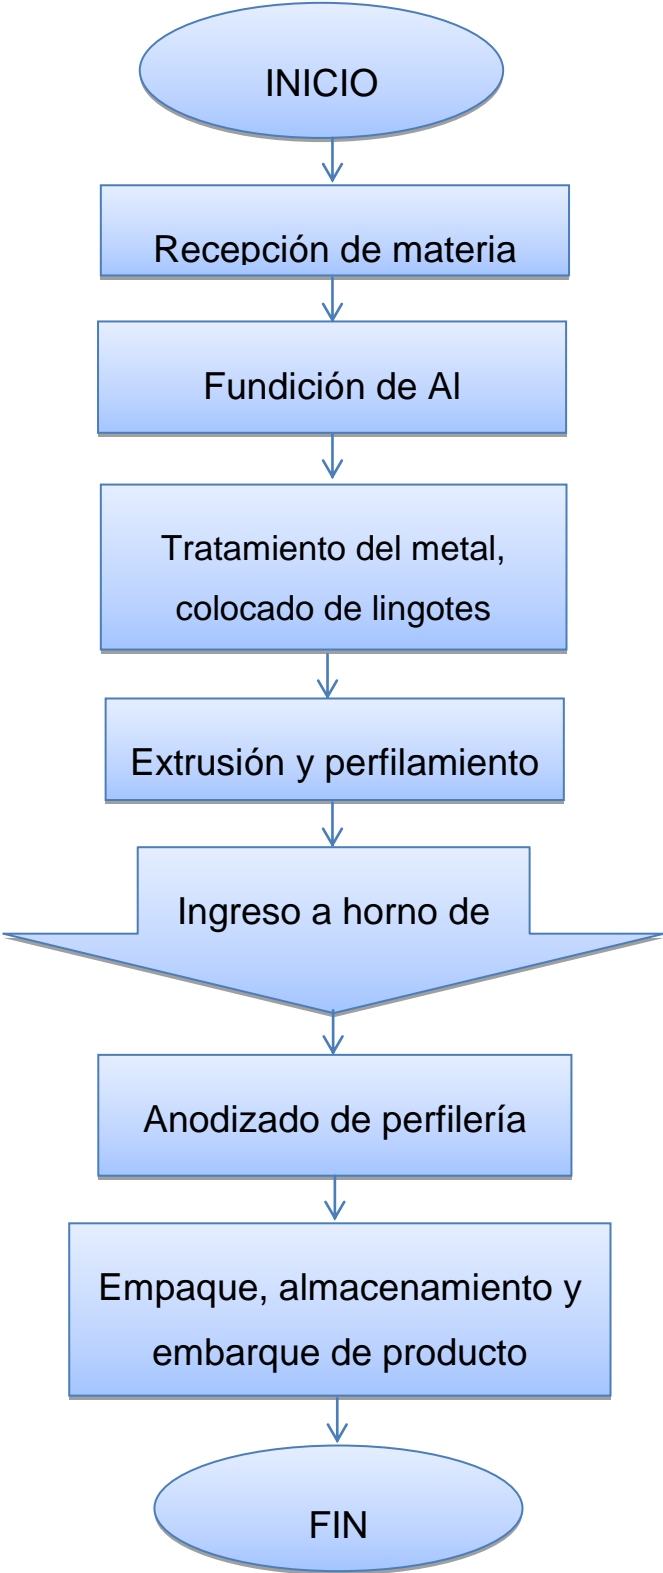 INICIO
Recepción de materia
Fundición de Al
Tratamiento del metal,
colocado de lingotes
Extrusión y perfilamiento
Ingreso a horno de
Anodizado de perfilería
Empaque, almacenamiento y
embarque de producto
FIN